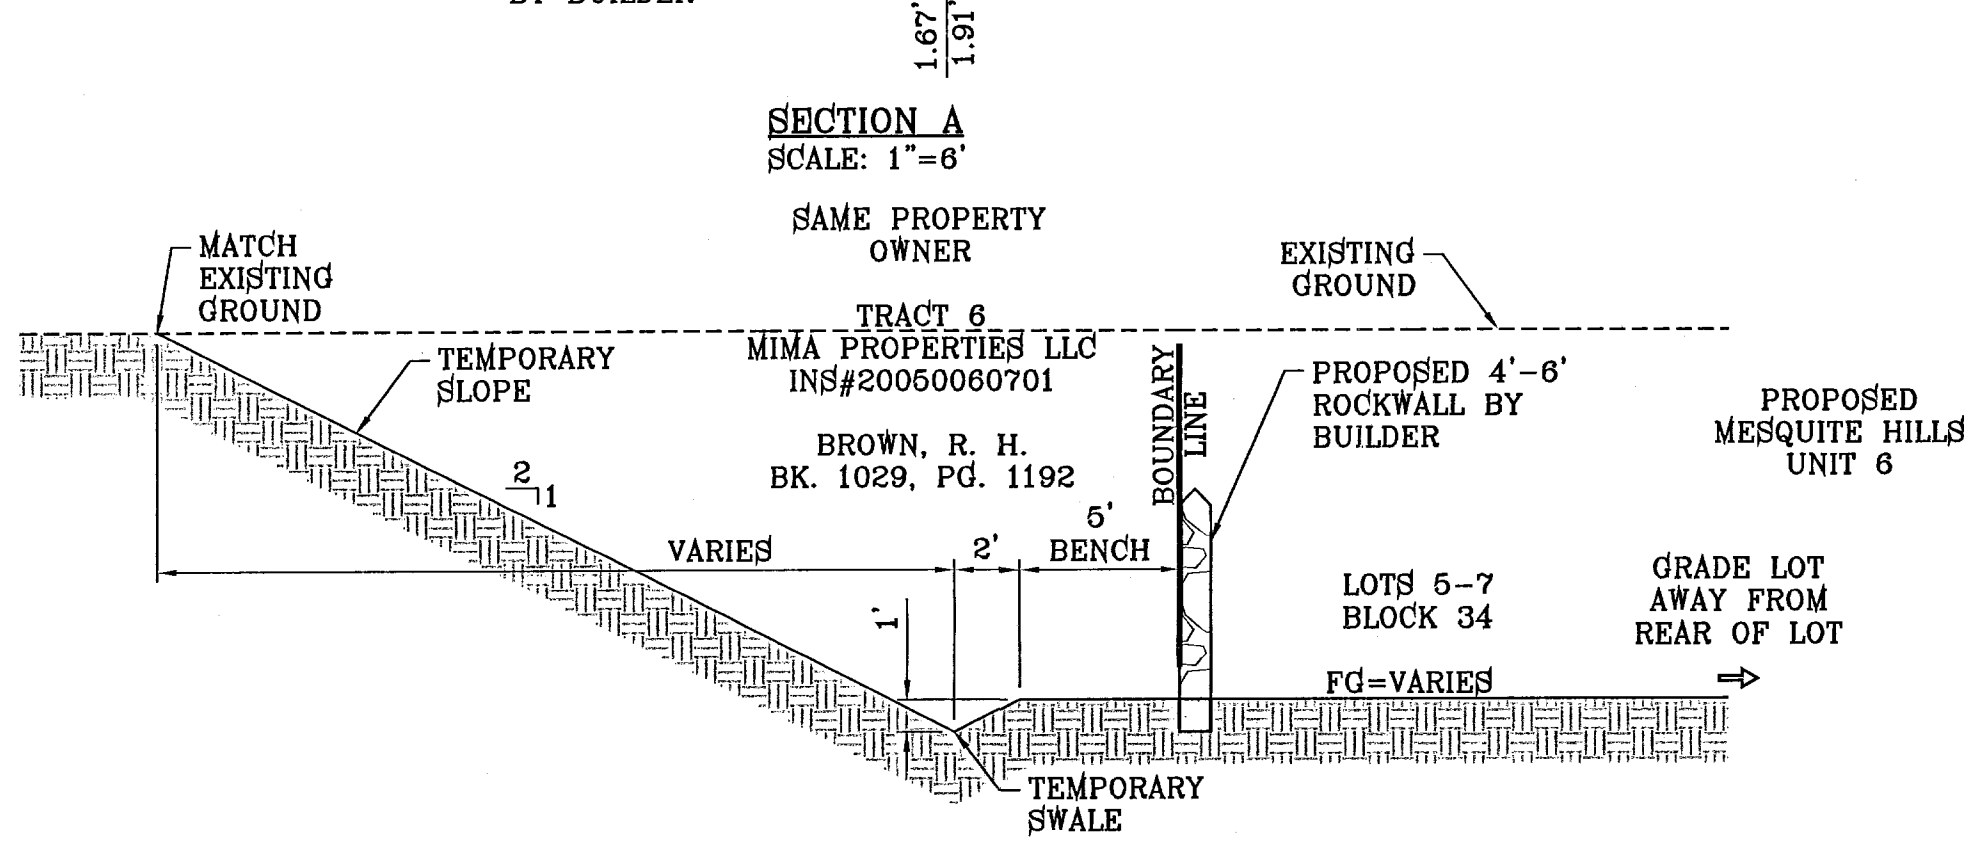 1.67'
1.91'
SECTION A
SCALE: 1"=6'
SAME PROPERTY
OWNER
MATCH
EXISTING
GROUND
EXISTING
GROUND
TRACT 6
MIMA PROPERTIES LLC
INS#20050060701
BROWN, R. H.
BK. 1029, PG. 1192
TEMPORARY
SLOPE
2
1
BOUNDARY
LINE
PROPOSED 4'-6'
ROCKWALL BY
BUILDER
PROPOSED
MESQUITE HILLS
UNIT 6
VARIES
2'
5'
BENCH
1'
LOTS 5-7
BLOCK 34
GRADE LOT
AWAY FROM
REAR OF LOT
FG=VARIES
TEMPORARY
SWALE